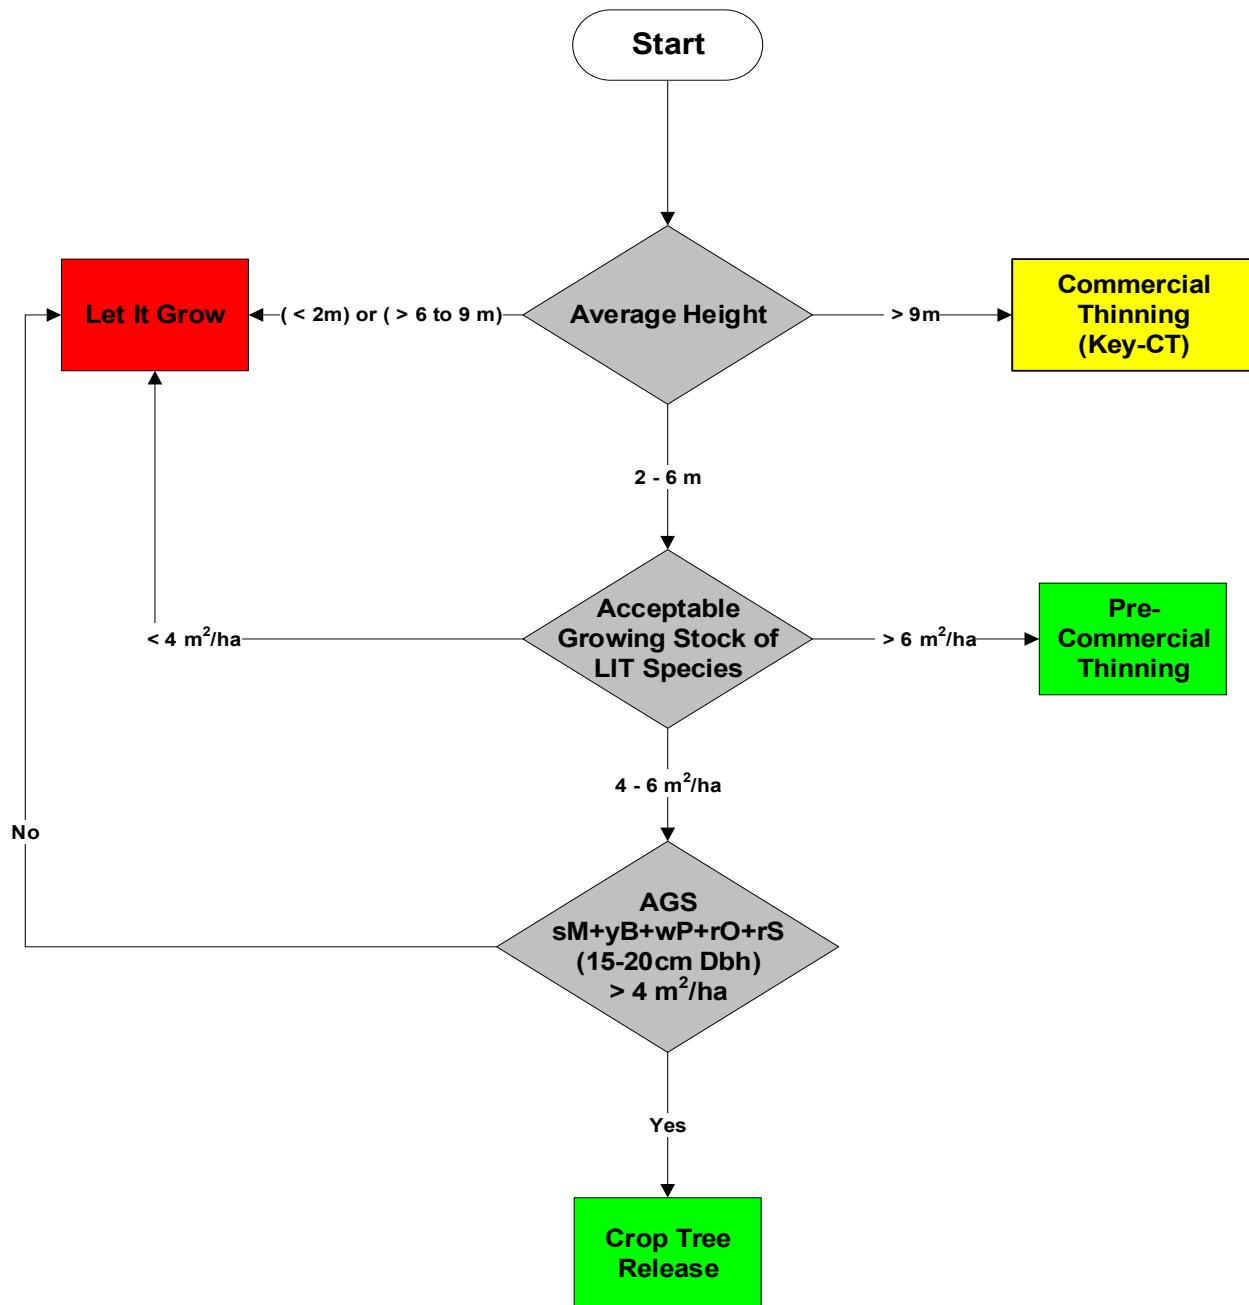 Start
Let It Grow
( < 2m) or ( > 6 to 9 m)
Average Height
> 9m
Commercial
Thinning
(Key-CT)
2 - 6 m
Acceptable
Growing Stock of
LIT Species
< 4 m²/ha
> 6 m²/ha
Pre-
Commercial
Thinning
4 - 6 m²/ha
No
AGS
sM+yB+wP+rO+rS
(15-20cm Dbh)
> 4 m²/ha
Yes
Crop Tree
Release